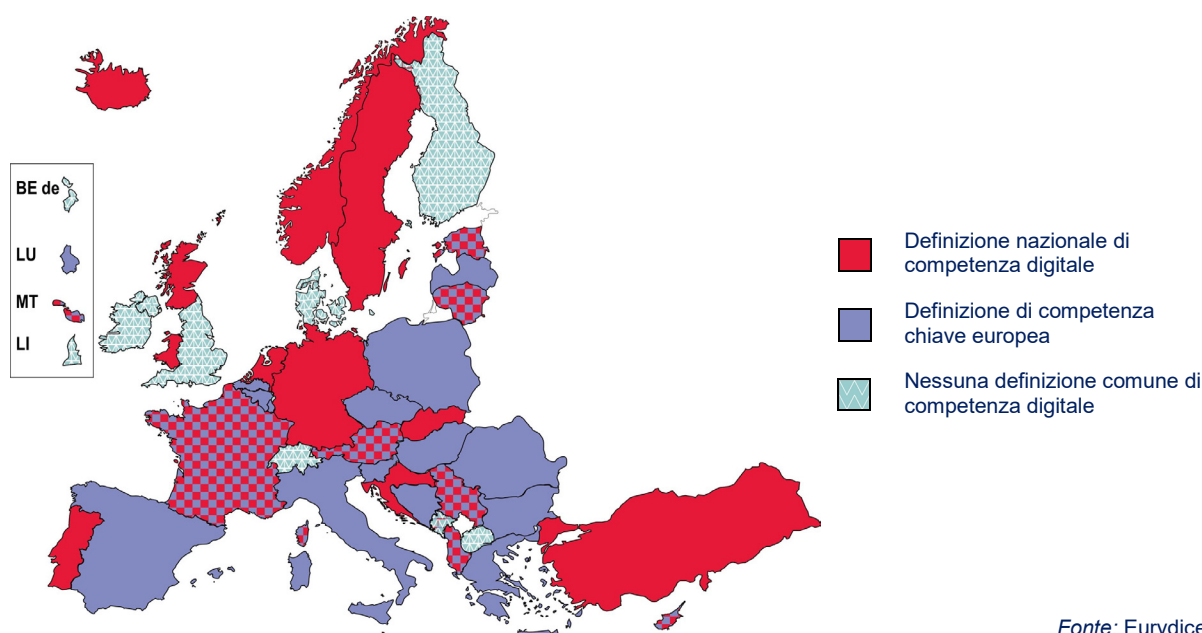 BE de
LU
MT
LI
Definizione nazionale di
competenza digitale
Definizione di competenza
chiave europea
Nessuna definizione comune di
competenza digitale
Fonte: Eurydice